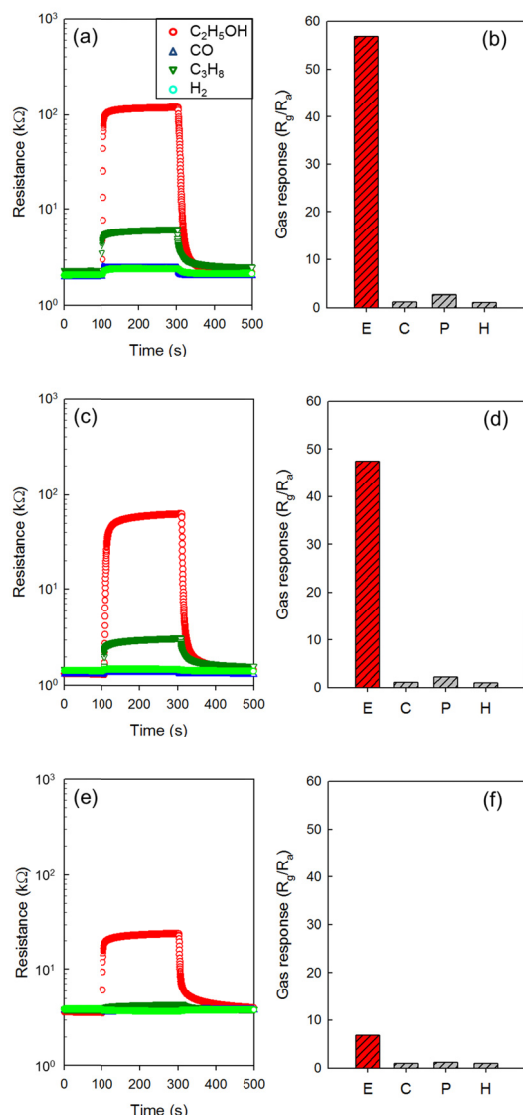 (a)
C₂H₅OH
CO
C₃H₈
H₂
Resistance (kΩ)
10³
10²
10¹
10⁰
0 100 200 300 400 500
Time (s)
(b)
Gas response (Rg/Ra)
60
50
40
30
20
10
0
E C P H
(c)
Resistance (kΩ)
10³
10²
10¹
10⁰
0 100 200 300 400 500
Time (s)
(d)
Gas response (Rg/Ra)
60
50
40
30
20
10
0
E C P H
(e)
Resistance (kΩ)
10³
10²
10¹
10⁰
0 100 200 300 400 500
Time (s)
(f)
Gas response (Rg/Ra)
60
50
40
30
20
10
0
E C P H